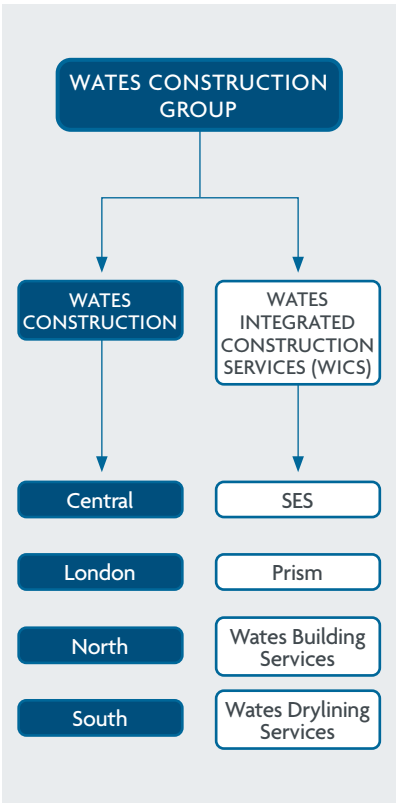 WATES CONSTRUCTION
GROUP
WATES
CONSTRUCTION
WATES
INTEGRATED
CONSTRUCTION
SERVICES (WICS)
Central
SES
London
Prism
North
Wates Building
Services
South
Wates Drylining
Services